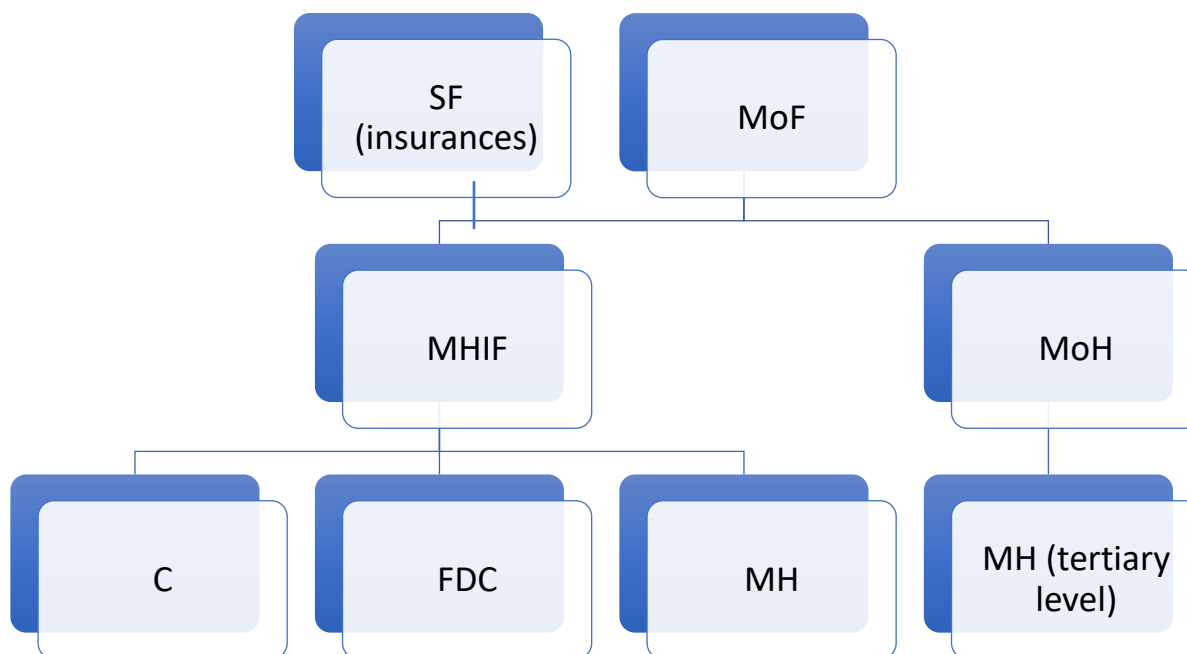 SF
(insurances)
MoF
MHIF
MoH
C
FDC
MH
MH (tertiary
level)